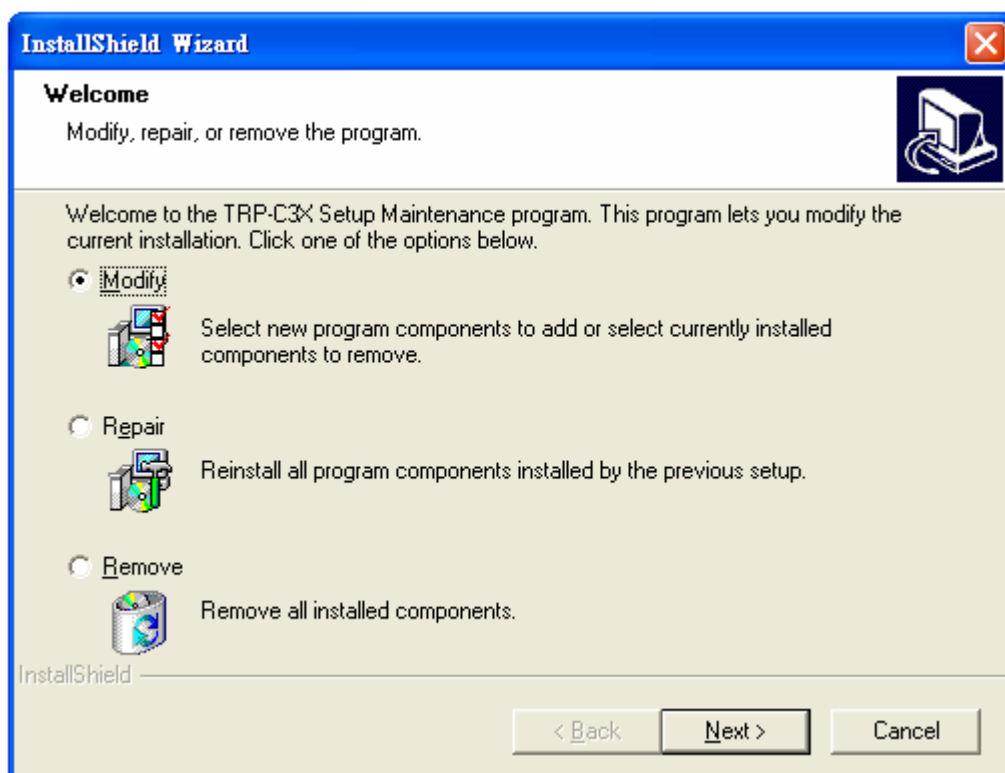 InstallShield Wizard
Welcome
Modify, repair, or remove the program.
Welcome to the TRP-C3X Setup Maintenance program. This program lets you modify the
current installation. Click one of the options below.
Modify
Select new program components to add or select currently installed
components to remove.
Repair
Reinstall all program components installed by the previous setup.
Remove
Remove all installed components.
InstallShield
< Back Next > Cancel